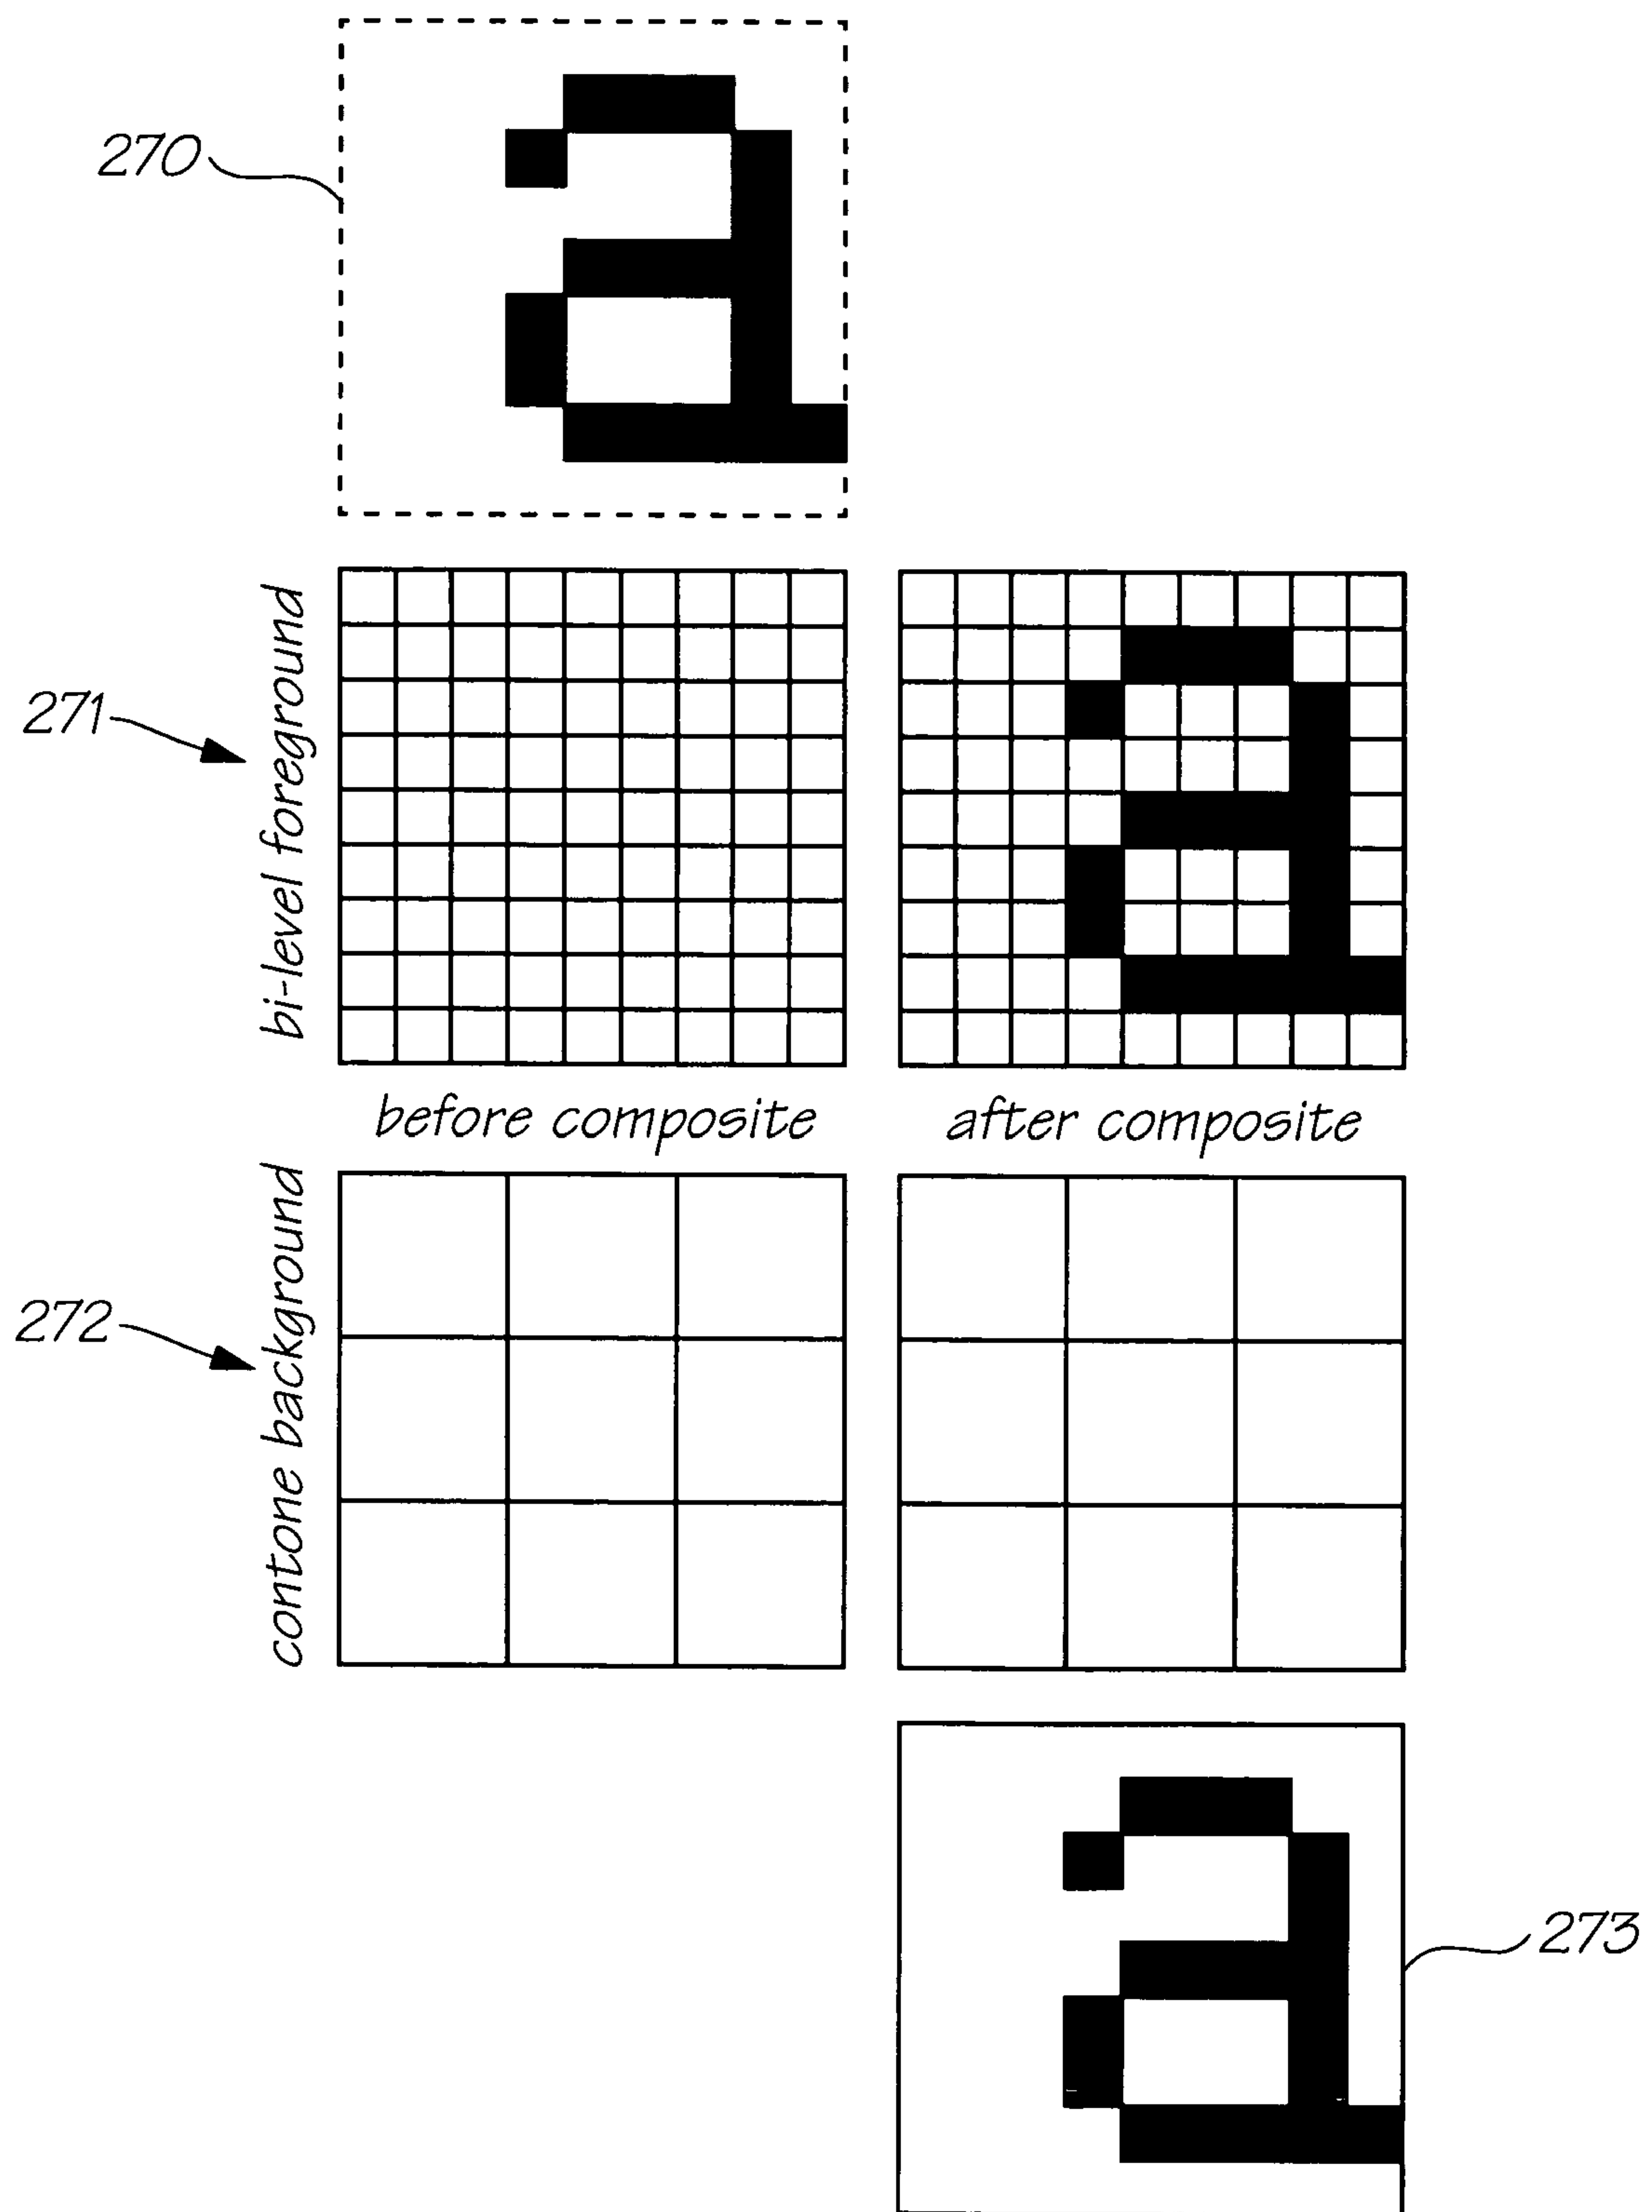 270
a
271
bi-level foreground
a
before composite
after composite
272
contone background
a
273